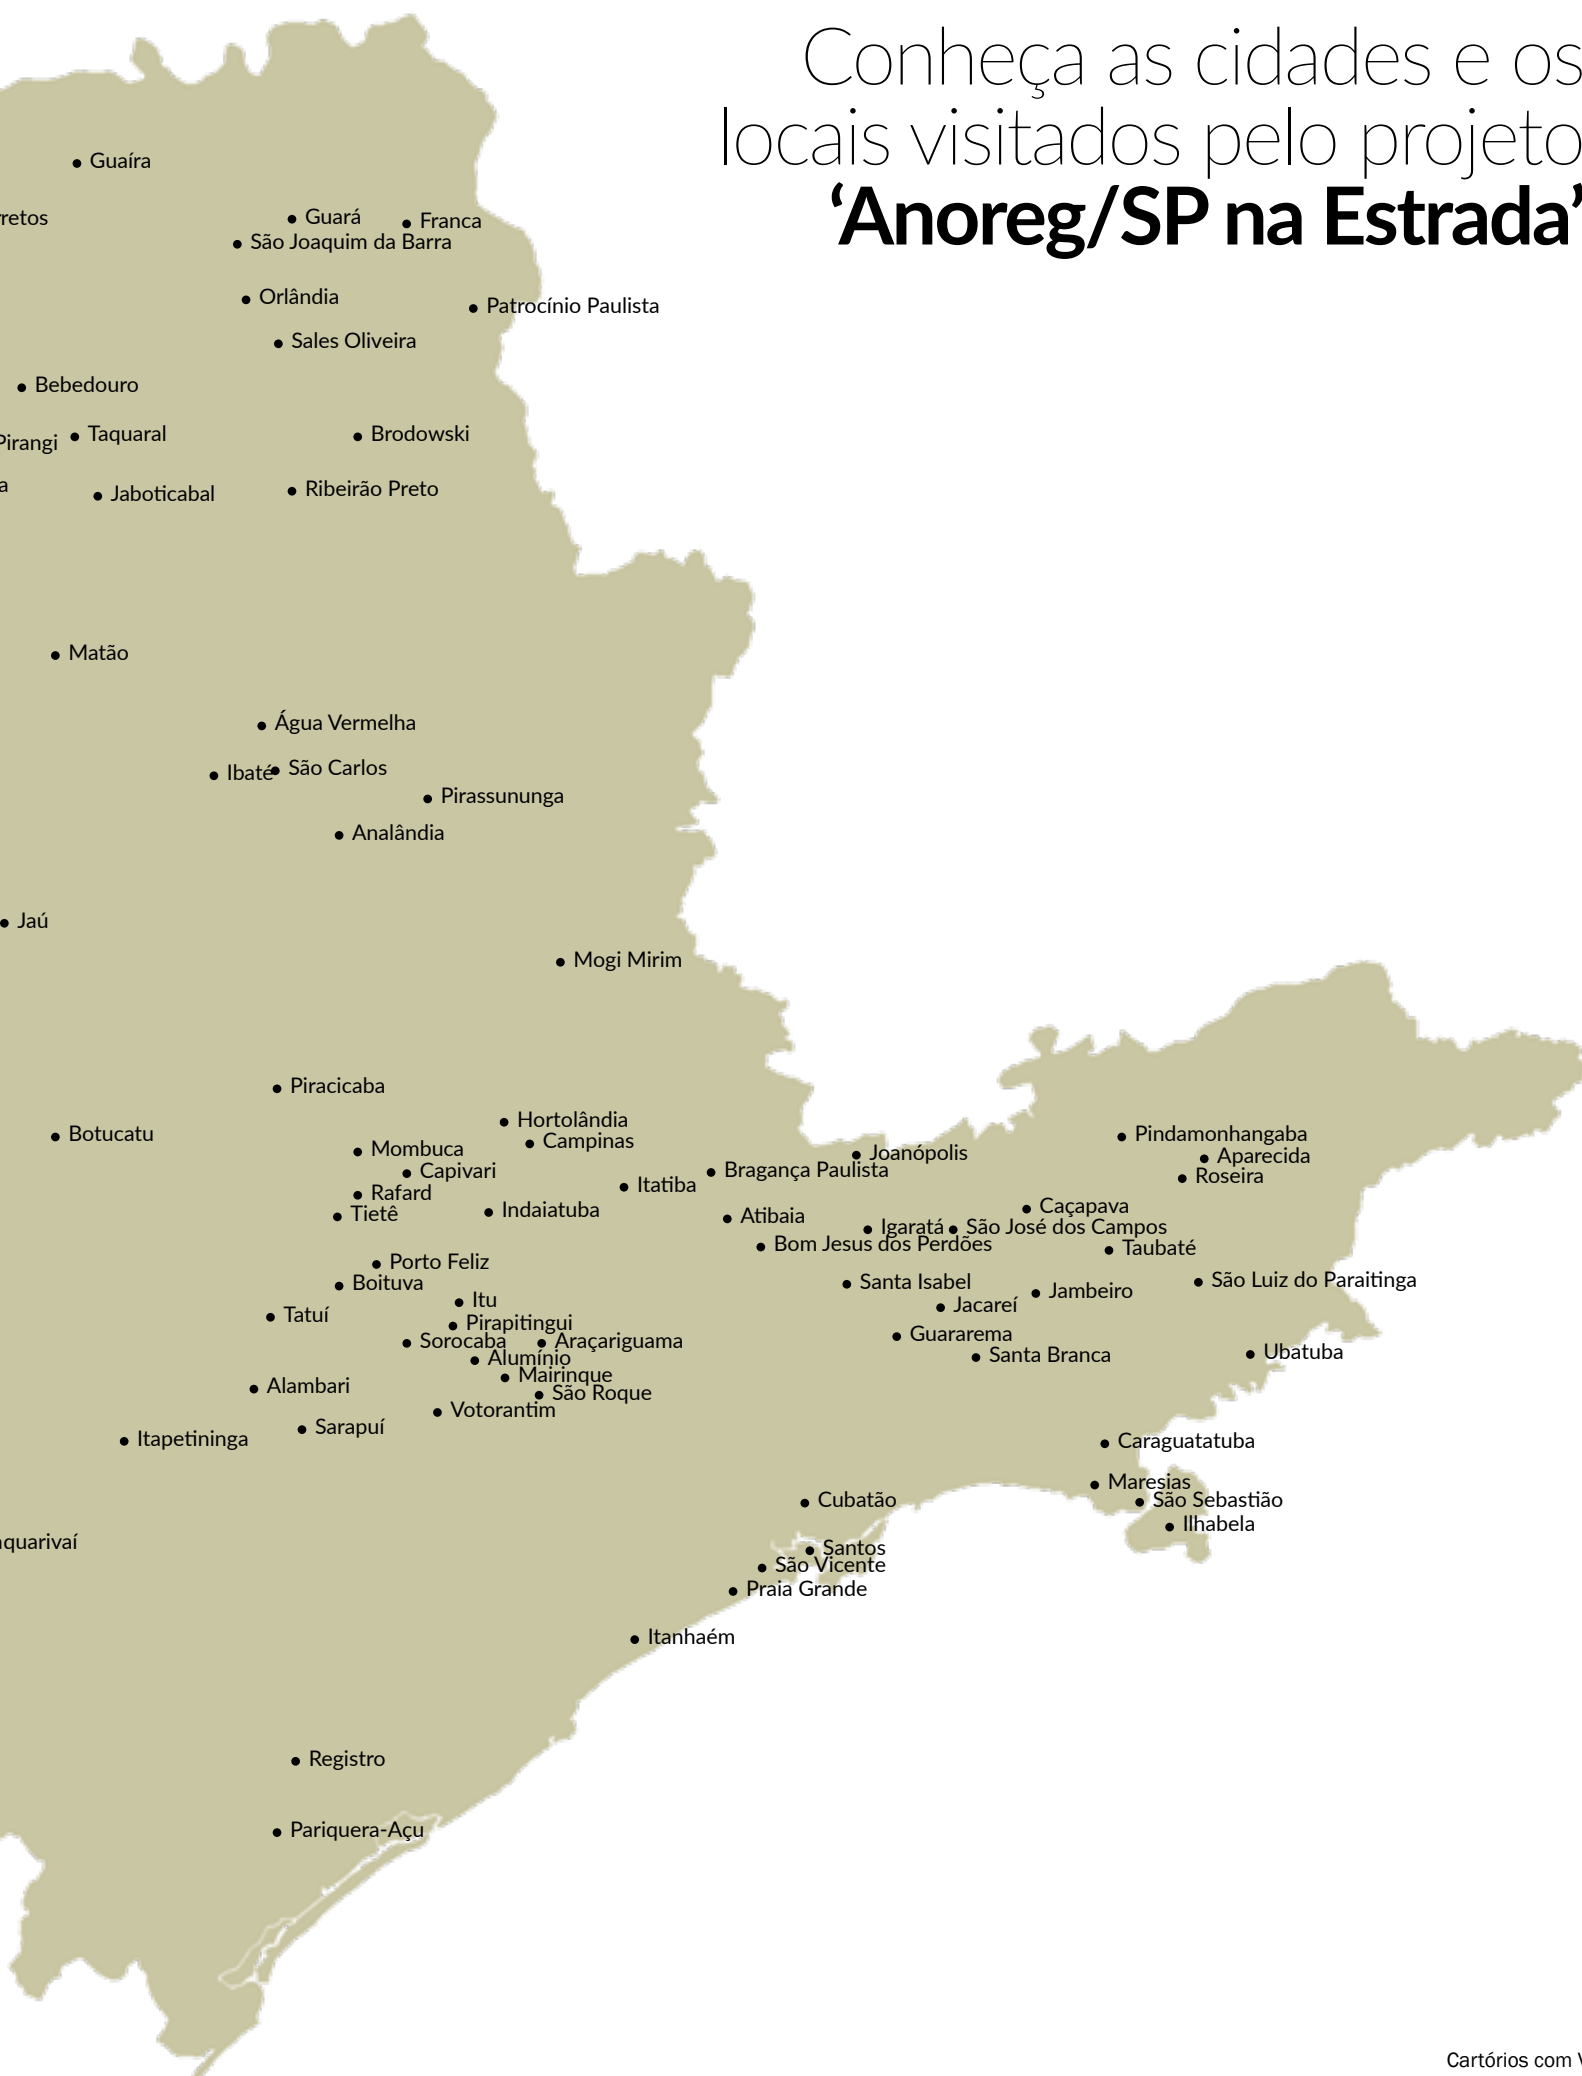 Conheça as cidades e os
locais visitados pelo projeto
‘Anoreg/SP na Estrada’
Guaíra
retos
Guará
Franca
São Joaquim da Barra
Orlândia
Patrocínio Paulista
Sales Oliveira
Bebedouro
Pirangi
Taquaral
Brodowski
a
Jaboticabal
Ribeirão Preto
Matão
Água Vermelha
Ibaté
São Carlos
Pirassununga
Analândia
Jaú
Mogi Mirim
Piracicaba
Botucatu
Hortolândia
Campinas
Mombuca
Capivari
Rafard
Tietê
Indaiatuba
Itatiba
Bragança Paulista
Joanópolis
Pindamonhangaba
Aparecida
Roseira
Atibaia
Caçapava
Igaratá
São José dos Campos
Bom Jesus dos Perdões
Taubaté
Porto Feliz
Boituva
Itu
Santa Isabel
Jambeiro
São Luiz do Paraitinga
Tatuí
Pirapitingui
Jacareí
Sorocaba
Araçariguama
Guararema
Alumínio
Santa Branca
Ubatuba
Mairinque
Alambari
São Roque
Votorantim
Sarapuí
Itapetininga
Caraguatatuba
Maresias
Cubatão
São Sebastião
Ilhabela
quarivaí
Santos
São Vicente
Praia Grande
Itanhaém
Registro
Pariquera-Açu
Cartórios com